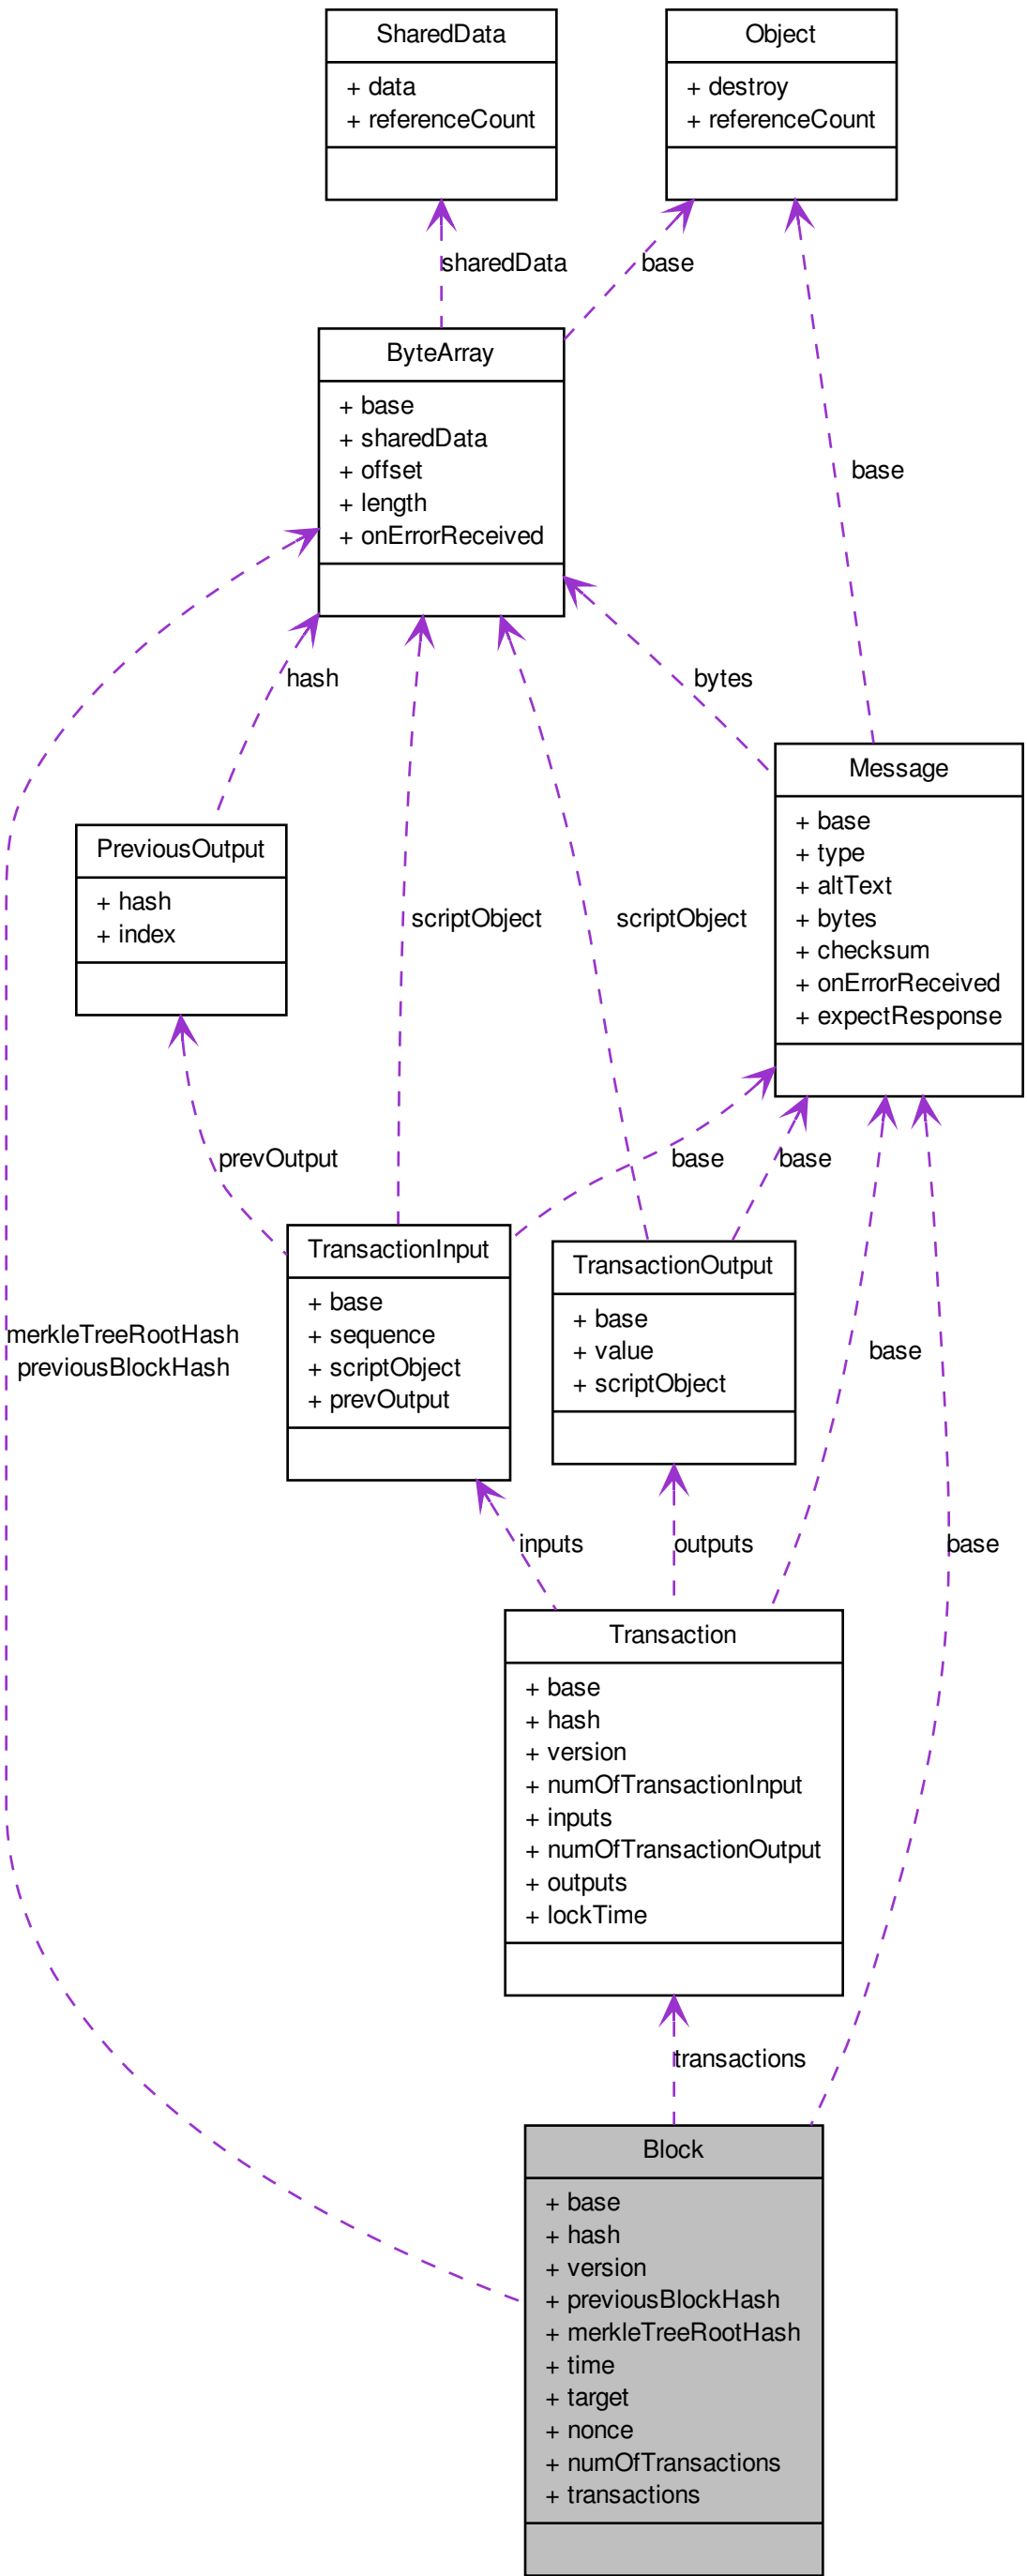 SharedData
+ data
+ referenceCount
Object
+ destroy
+ referenceCount
sharedData
base
ByteArray
+ base
+ sharedData
+ offset
+ length
+ onErrorReceived
base
hash
bytes
Message
+ base
+ type
+ altText
+ bytes
+ checksum
+ onErrorReceived
+ expectResponse
PreviousOutput
+ hash
+ index
scriptObject
scriptObject
prevOutput
base
base
TransactionInput
+ base
+ sequence
+ scriptObject
+ prevOutput
TransactionOutput
+ base
+ value
+ scriptObject
merkleTreeRootHash
previousBlockHash
base
inputs
outputs
base
Transaction
+ base
+ hash
+ version
+ numOfTransactionInput
+ inputs
+ numOfTransactionOutput
+ outputs
+ lockTime
transactions
Block
+ base
+ hash
+ version
+ previousBlockHash
+ merkleTreeRootHash
+ time
+ target
+ nonce
+ numOfTransactions
+ transactions